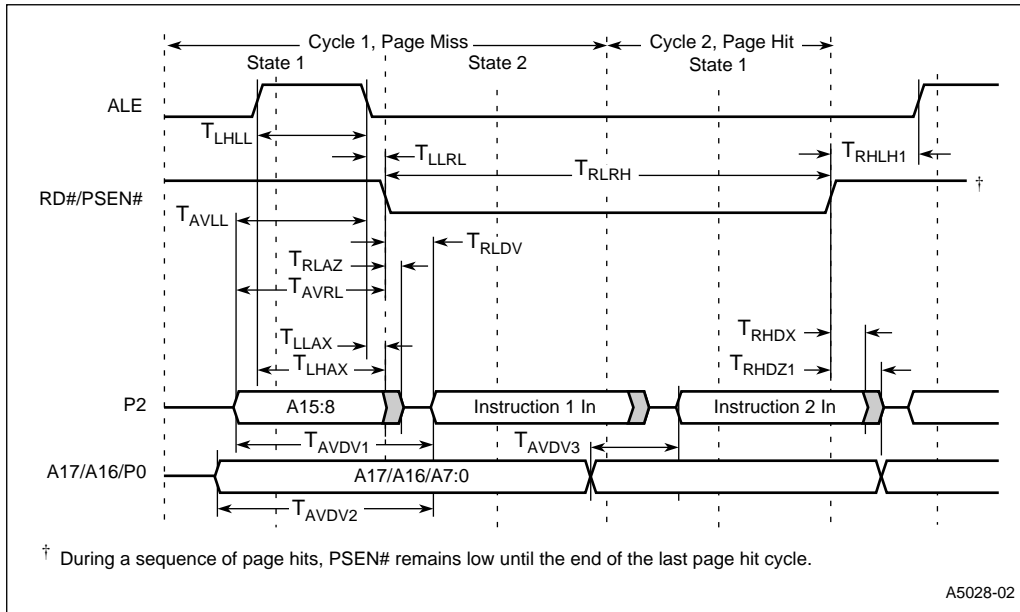 Cycle 1, Page Miss
Cycle 2, Page Hit
State 1
State 2
State 1
ALE
TLHLL
TLLRL
TRLRH
TRHLH1
RD#/PSEN#
†
TAVLL
TRLDV
TRLAZ
TAVRL
TLLAX
TRHDX
TLHAX
TRHDZ1
P2
A15:8
Instruction 1 In
Instruction 2 In
TAVDV1
TAVDV3
A17/A16/P0
A17/A16/A7:0
TAVDV2
† During a sequence of page hits, PSEN# remains low until the end of the last page hit cycle.
A5028-02